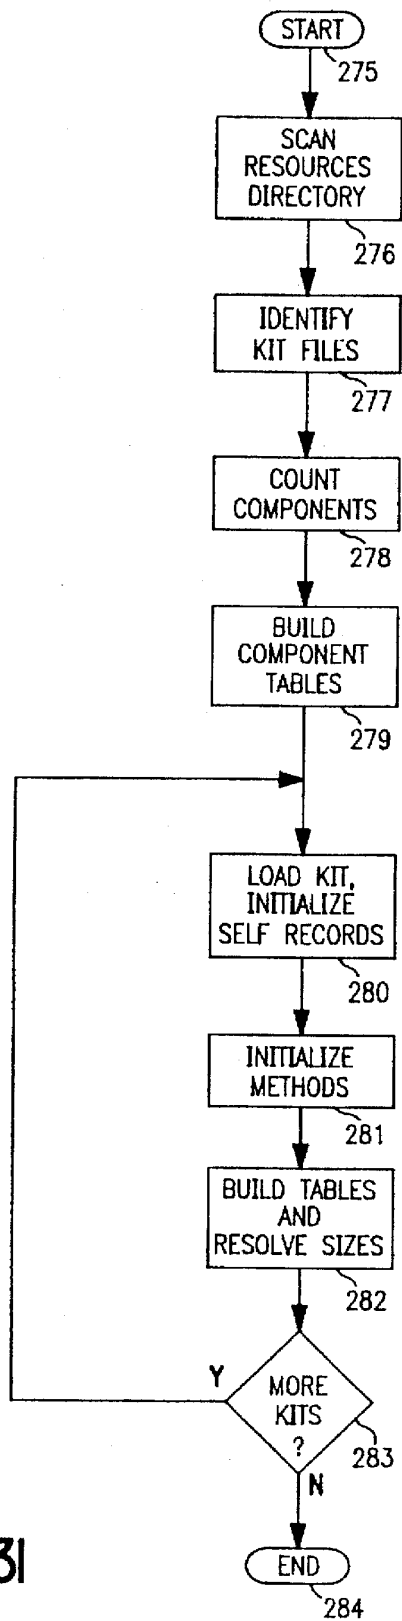 START
275
SCAN
RESOURCES
DIRECTORY
276
IDENTIFY
KIT FILES
277
COUNT
COMPONENTS
278
BUILD
COMPONENT
TABLES
279
LOAD KIT,
INITIALIZE
SELF RECORDS
280
INITIALIZE
METHODS
281
BUILD TABLES
AND
RESOLVE SIZES
282
Y
MORE
KITS
?
283
N
31
END
284